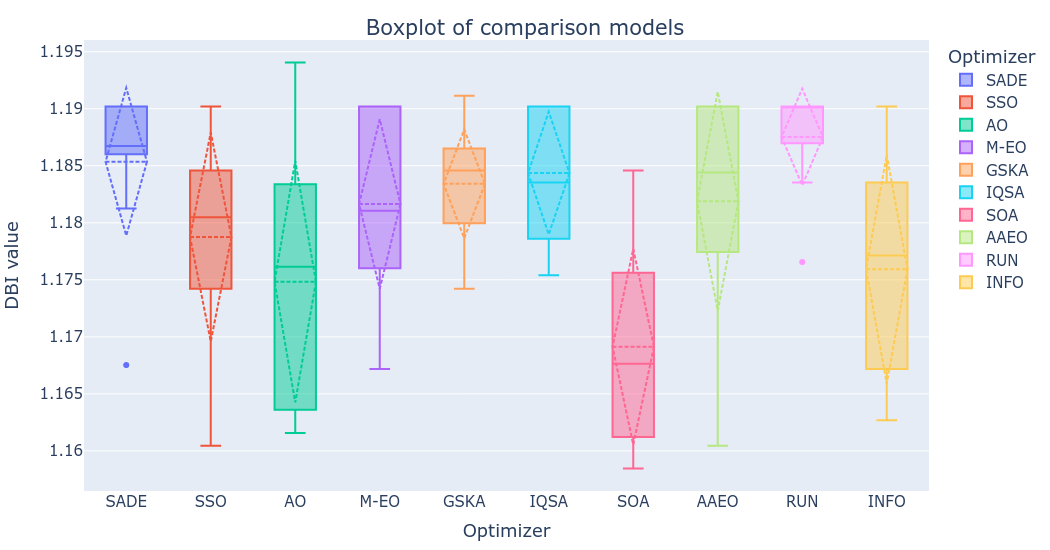 Boxplot of comparison models
1.195
1.19
1.185
1.18
1.175
1.17
1.165
1.16
DBI value
SADE SSO AO M-EO GSKA IQSA SOA AAEO RUN INFO
Optimizer
Optimizer
SADE
SSO
AO
M-EO
GSKA
IQSA
SOA
AAEO
RUN
INFO